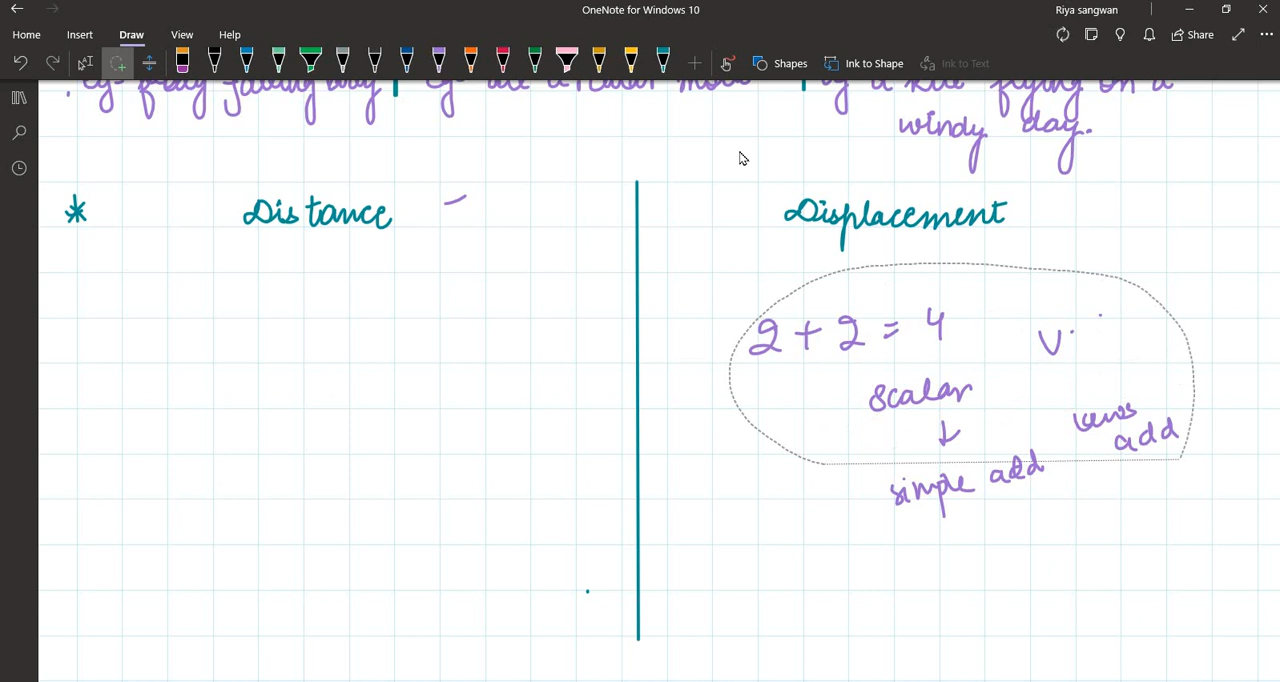 OneNote for Windows 10
Riya sangwan
Home Insert Draw View Help
Share
Shapes Ink to Shape Ink to Text
windy day.
* Distance
Displacement
2 + 2 = 4
scalar
↓
simple add
add